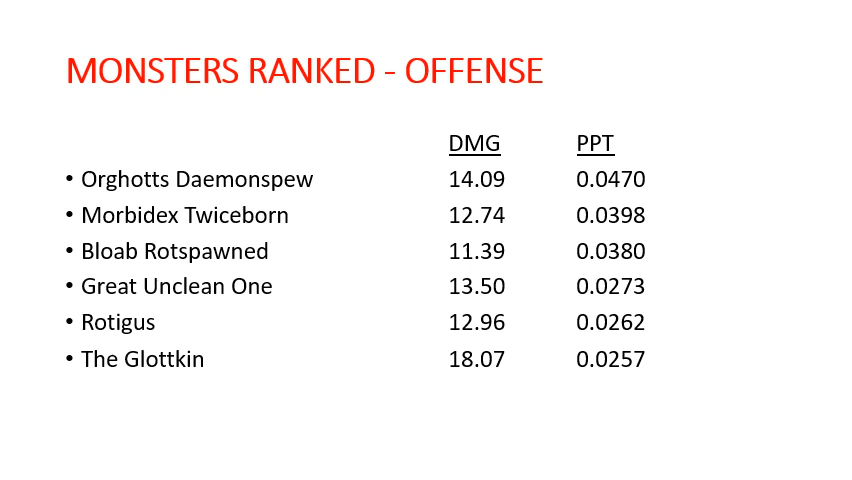 MONSTERS RANKED - OFFENSE
DMG PPT
• Orghotts Daemonspew 14.09 0.0470
• Morbidex Twiceborn 12.74 0.0398
• Bloab Rotspawned 11.39 0.0380
• Great Unclean One 13.50 0.0273
• Rotigus 12.96 0.0262
• The Glottkin 18.07 0.0257